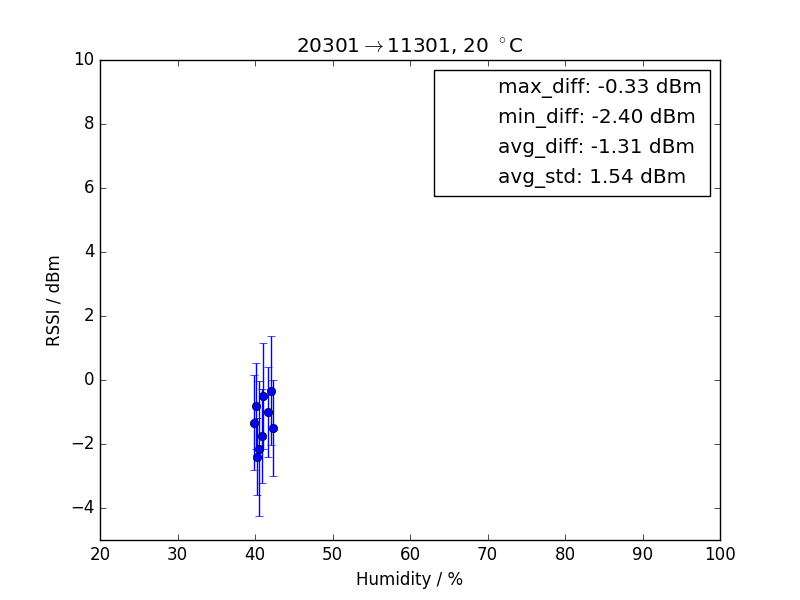 20301→11301, 20 °C
max_diff: -0.33 dBm
min_diff: -2.40 dBm
avg_diff: -1.31 dBm
avg_std: 1.54 dBm
RSSI / dBm
10
8
6
4
2
0
−2
−4
20 30 40 50 60 70 80 90 100
Humidity / %